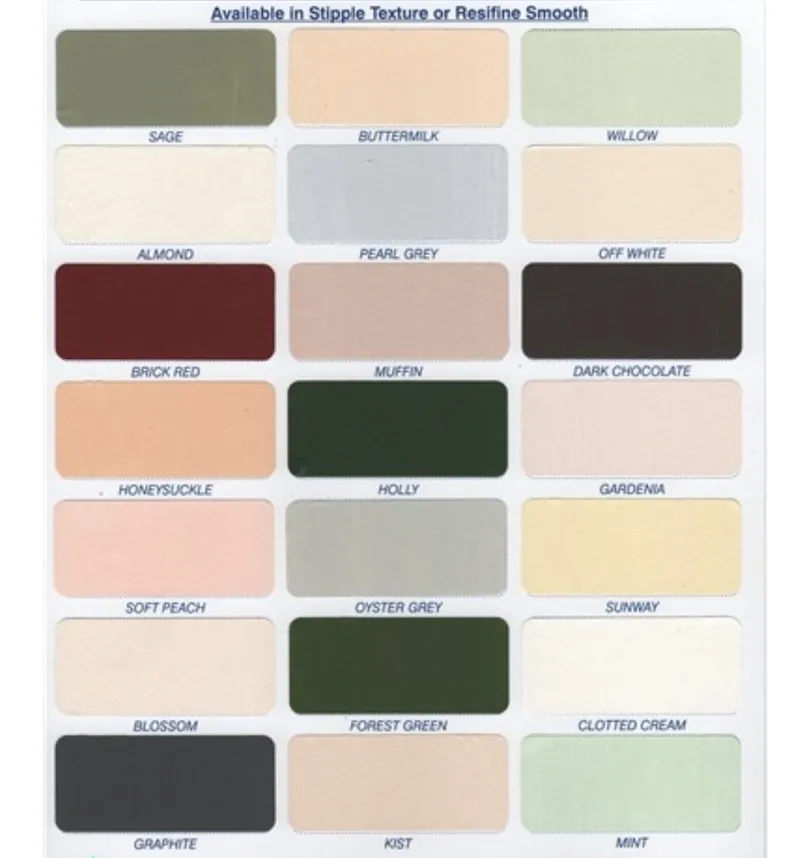 Available in Stipple Texture or Resifine Smooth
SAGE BUTTERMILK WILLOW
ALMOND PEARL GREY OFF WHITE
BRICK RED MUFFIN DARK CHOCOLATE
HONEYSUCKLE HOLLY GARDENIA
SOFT PEACH OYSTER GREY SUNWAY
BLOSSOM FOREST GREEN CLOTTED CREAM
GRAPHITE KIST MINT